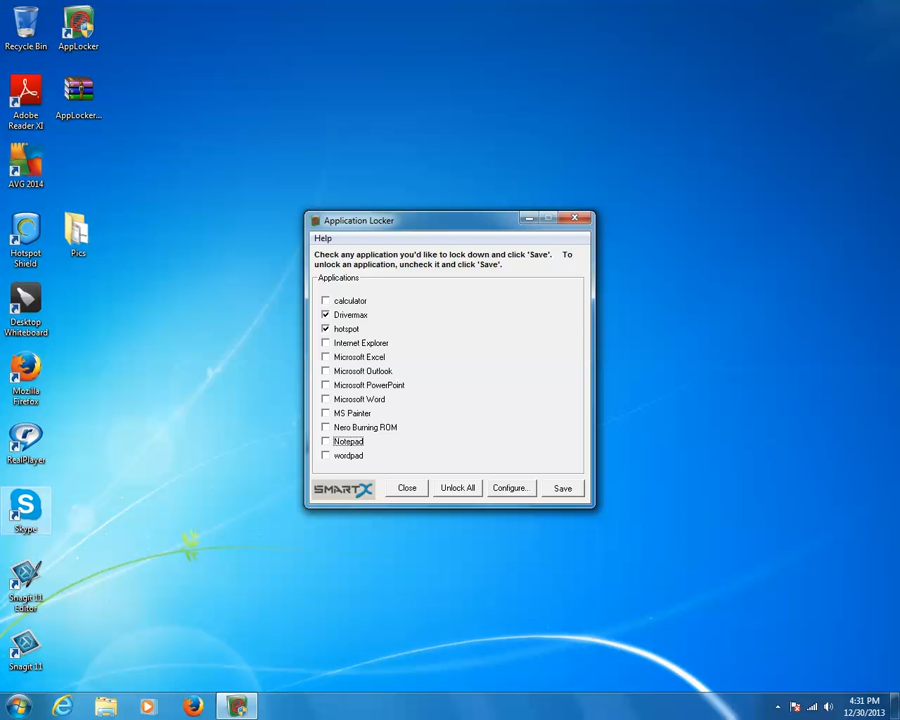 Recycle Bin
AppLocker
Adobe
Reader XI
AppLocker...
AVG 2014
Hotspot
Shield
Pics
Desktop
Whiteboard
Mozilla
Firefox
RealPlayer
Skype
Snagit 11
Editor
Snagit 11
Application Locker
Help
Check any application you'd like to lock down and click 'Save'. To
unlock an application, uncheck it and click 'Save'.
Applications
calculator
Drivermax
hotspot
Internet Explorer
Microsoft Excel
Microsoft Outlook
Microsoft PowerPoint
Microsoft Word
MS Painter
Nero Burning ROM
Notepad
wordpad
SMARTX
Close
Unlock All
Configure...
Save
4:31 PM
12/30/2013